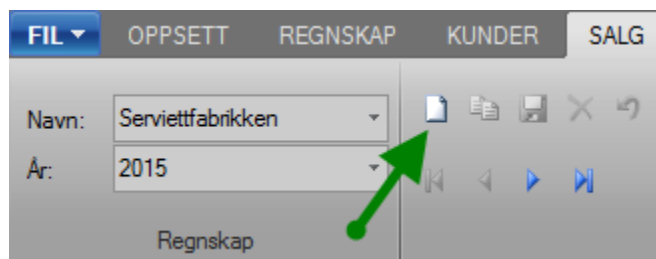 FIL OPPSETT REGNSKAP KUNDER SALG
Navn: Serviettfabrikken
År: 2015
Regnskap